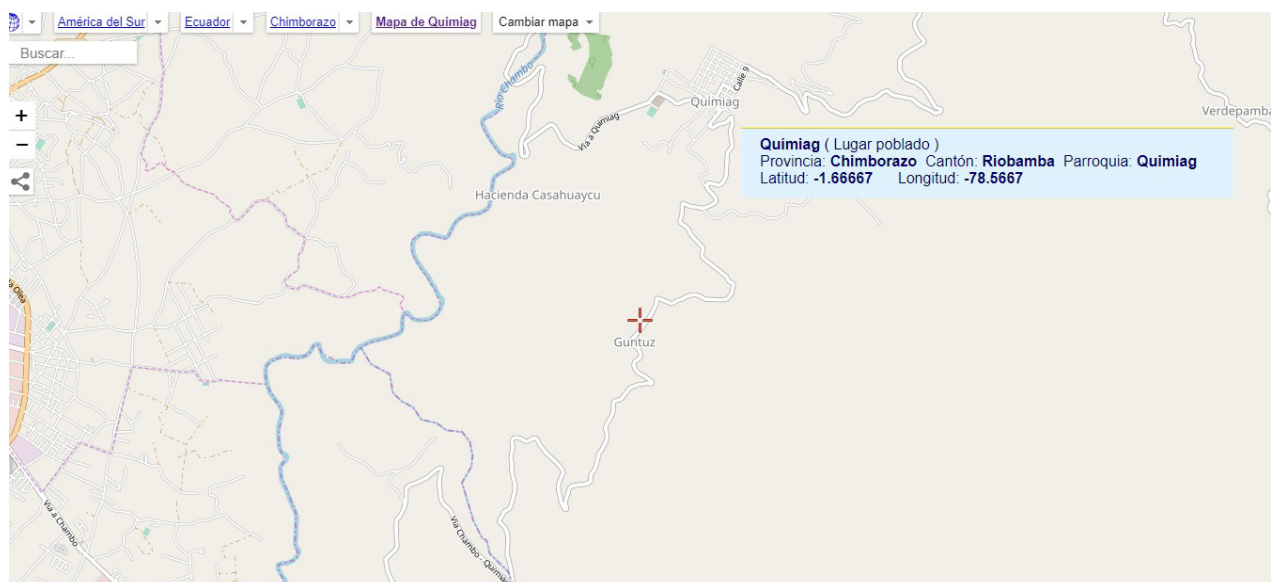 América del Sur Ecuador Chimborazo Mapa de Quimiag Cambiar mapa
Buscar...
+
−
Río Chambo
Calle 9
Quimiag
Vía a Quimiag
Verdepamba
Químiag ( Lugar poblado )
Provincia: Chimborazo Cantón: Riobamba Parroquia: Quimiag
Latitud: -1.66667 Longitud: -78.5667
Hacienda Casahuaycu
Olea
Guntuz
Vía a Chambo
Vía Chambo - Quimiag